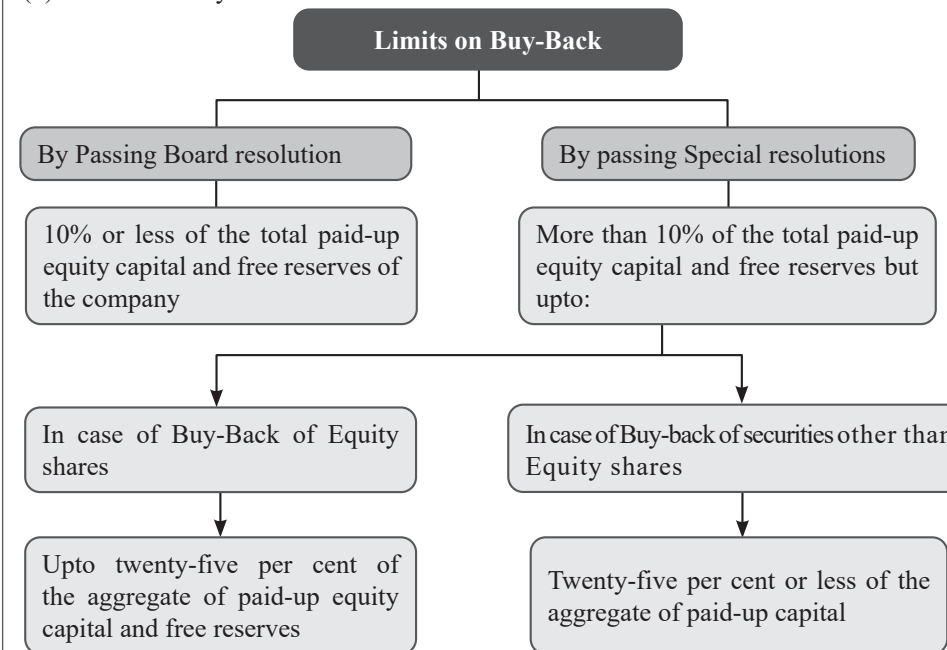 Limits on Buy-Back
By Passing Board resolution
By passing Special resolutions
10% or less of the total paid-up
equity capital and free reserves of
the company
More than 10% of the total paid-up
equity capital and free reserves but
upto:
In case of Buy-Back of Equity
shares
In case of Buy-back of securities other than
Equity shares
Upto twenty-five per cent of
the aggregate of paid-up equity
capital and free reserves
Twenty-five per cent or less of the
aggregate of paid-up capital